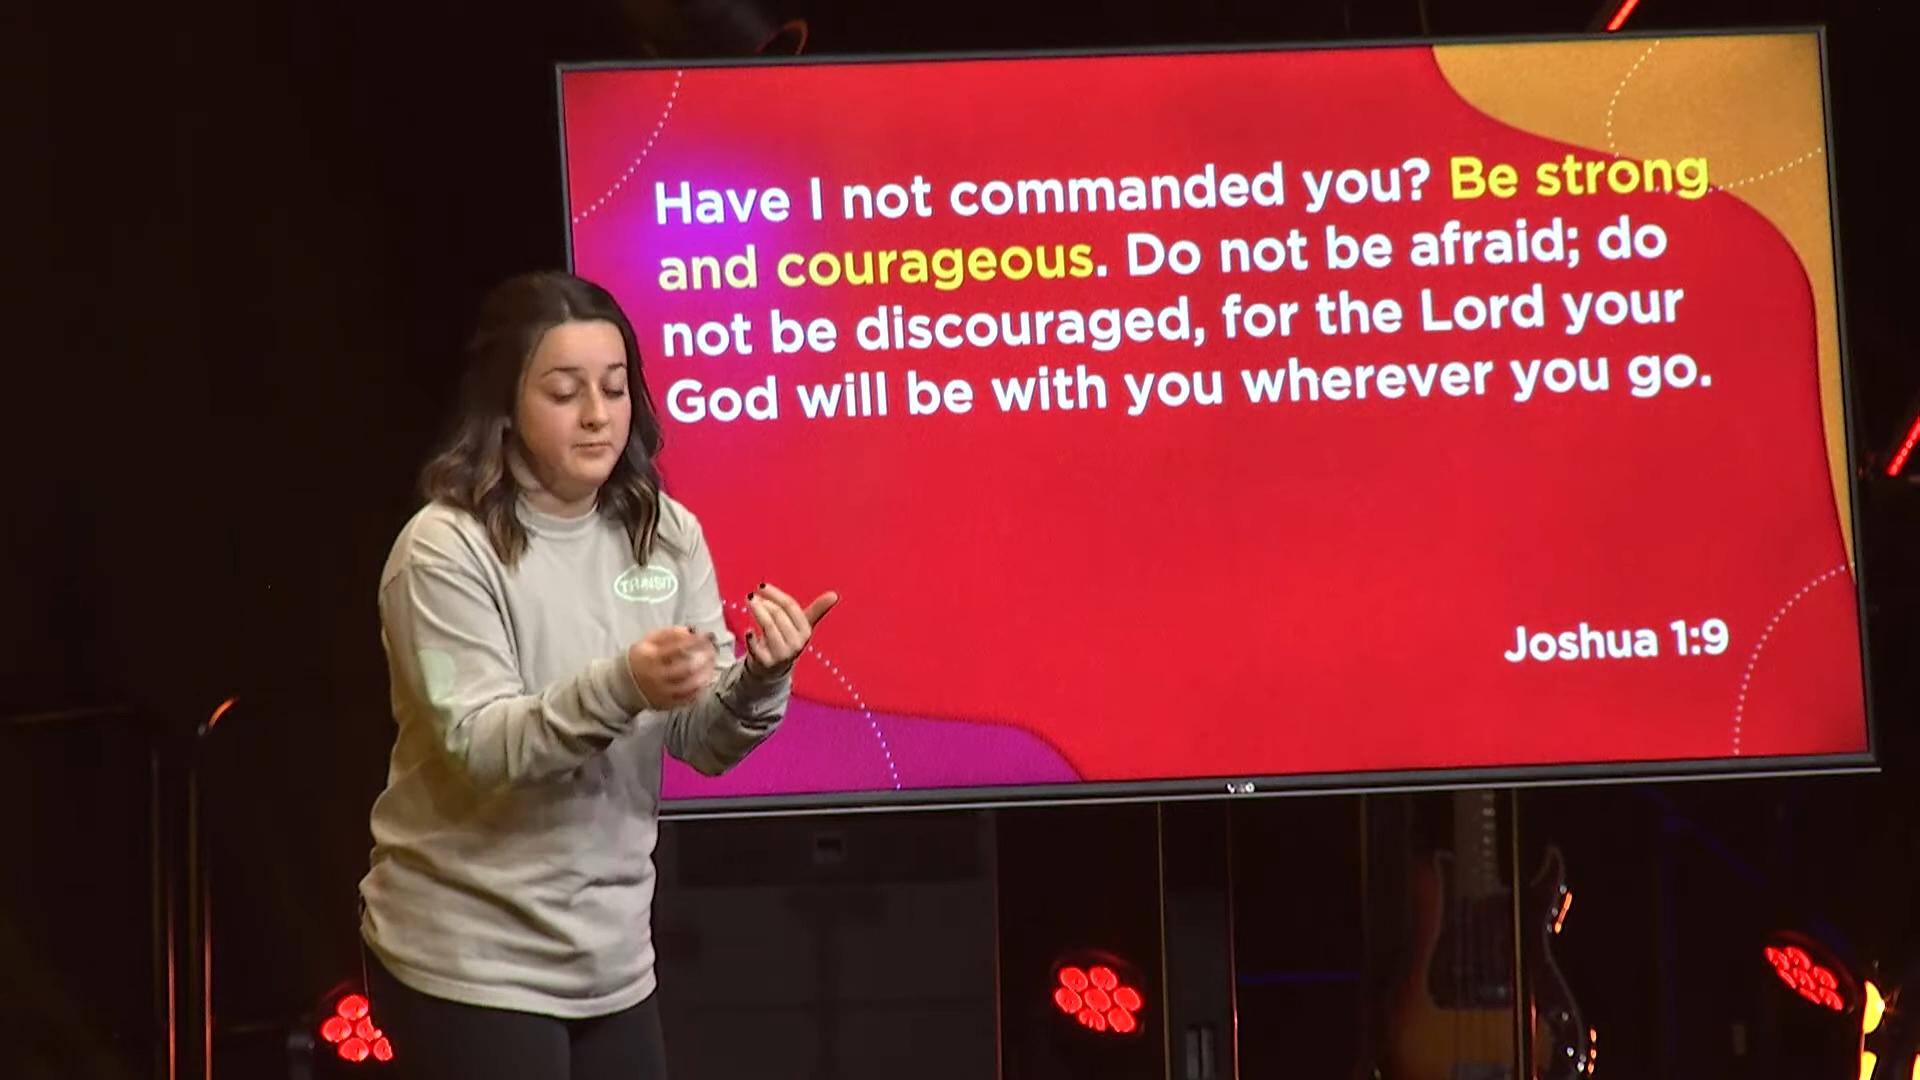 Have I not commanded you? Be strong
and courageous. Do not be afraid; do
not be discouraged, for the Lord your
God will be with you wherever you go.
Joshua 1:9
TRANSIT